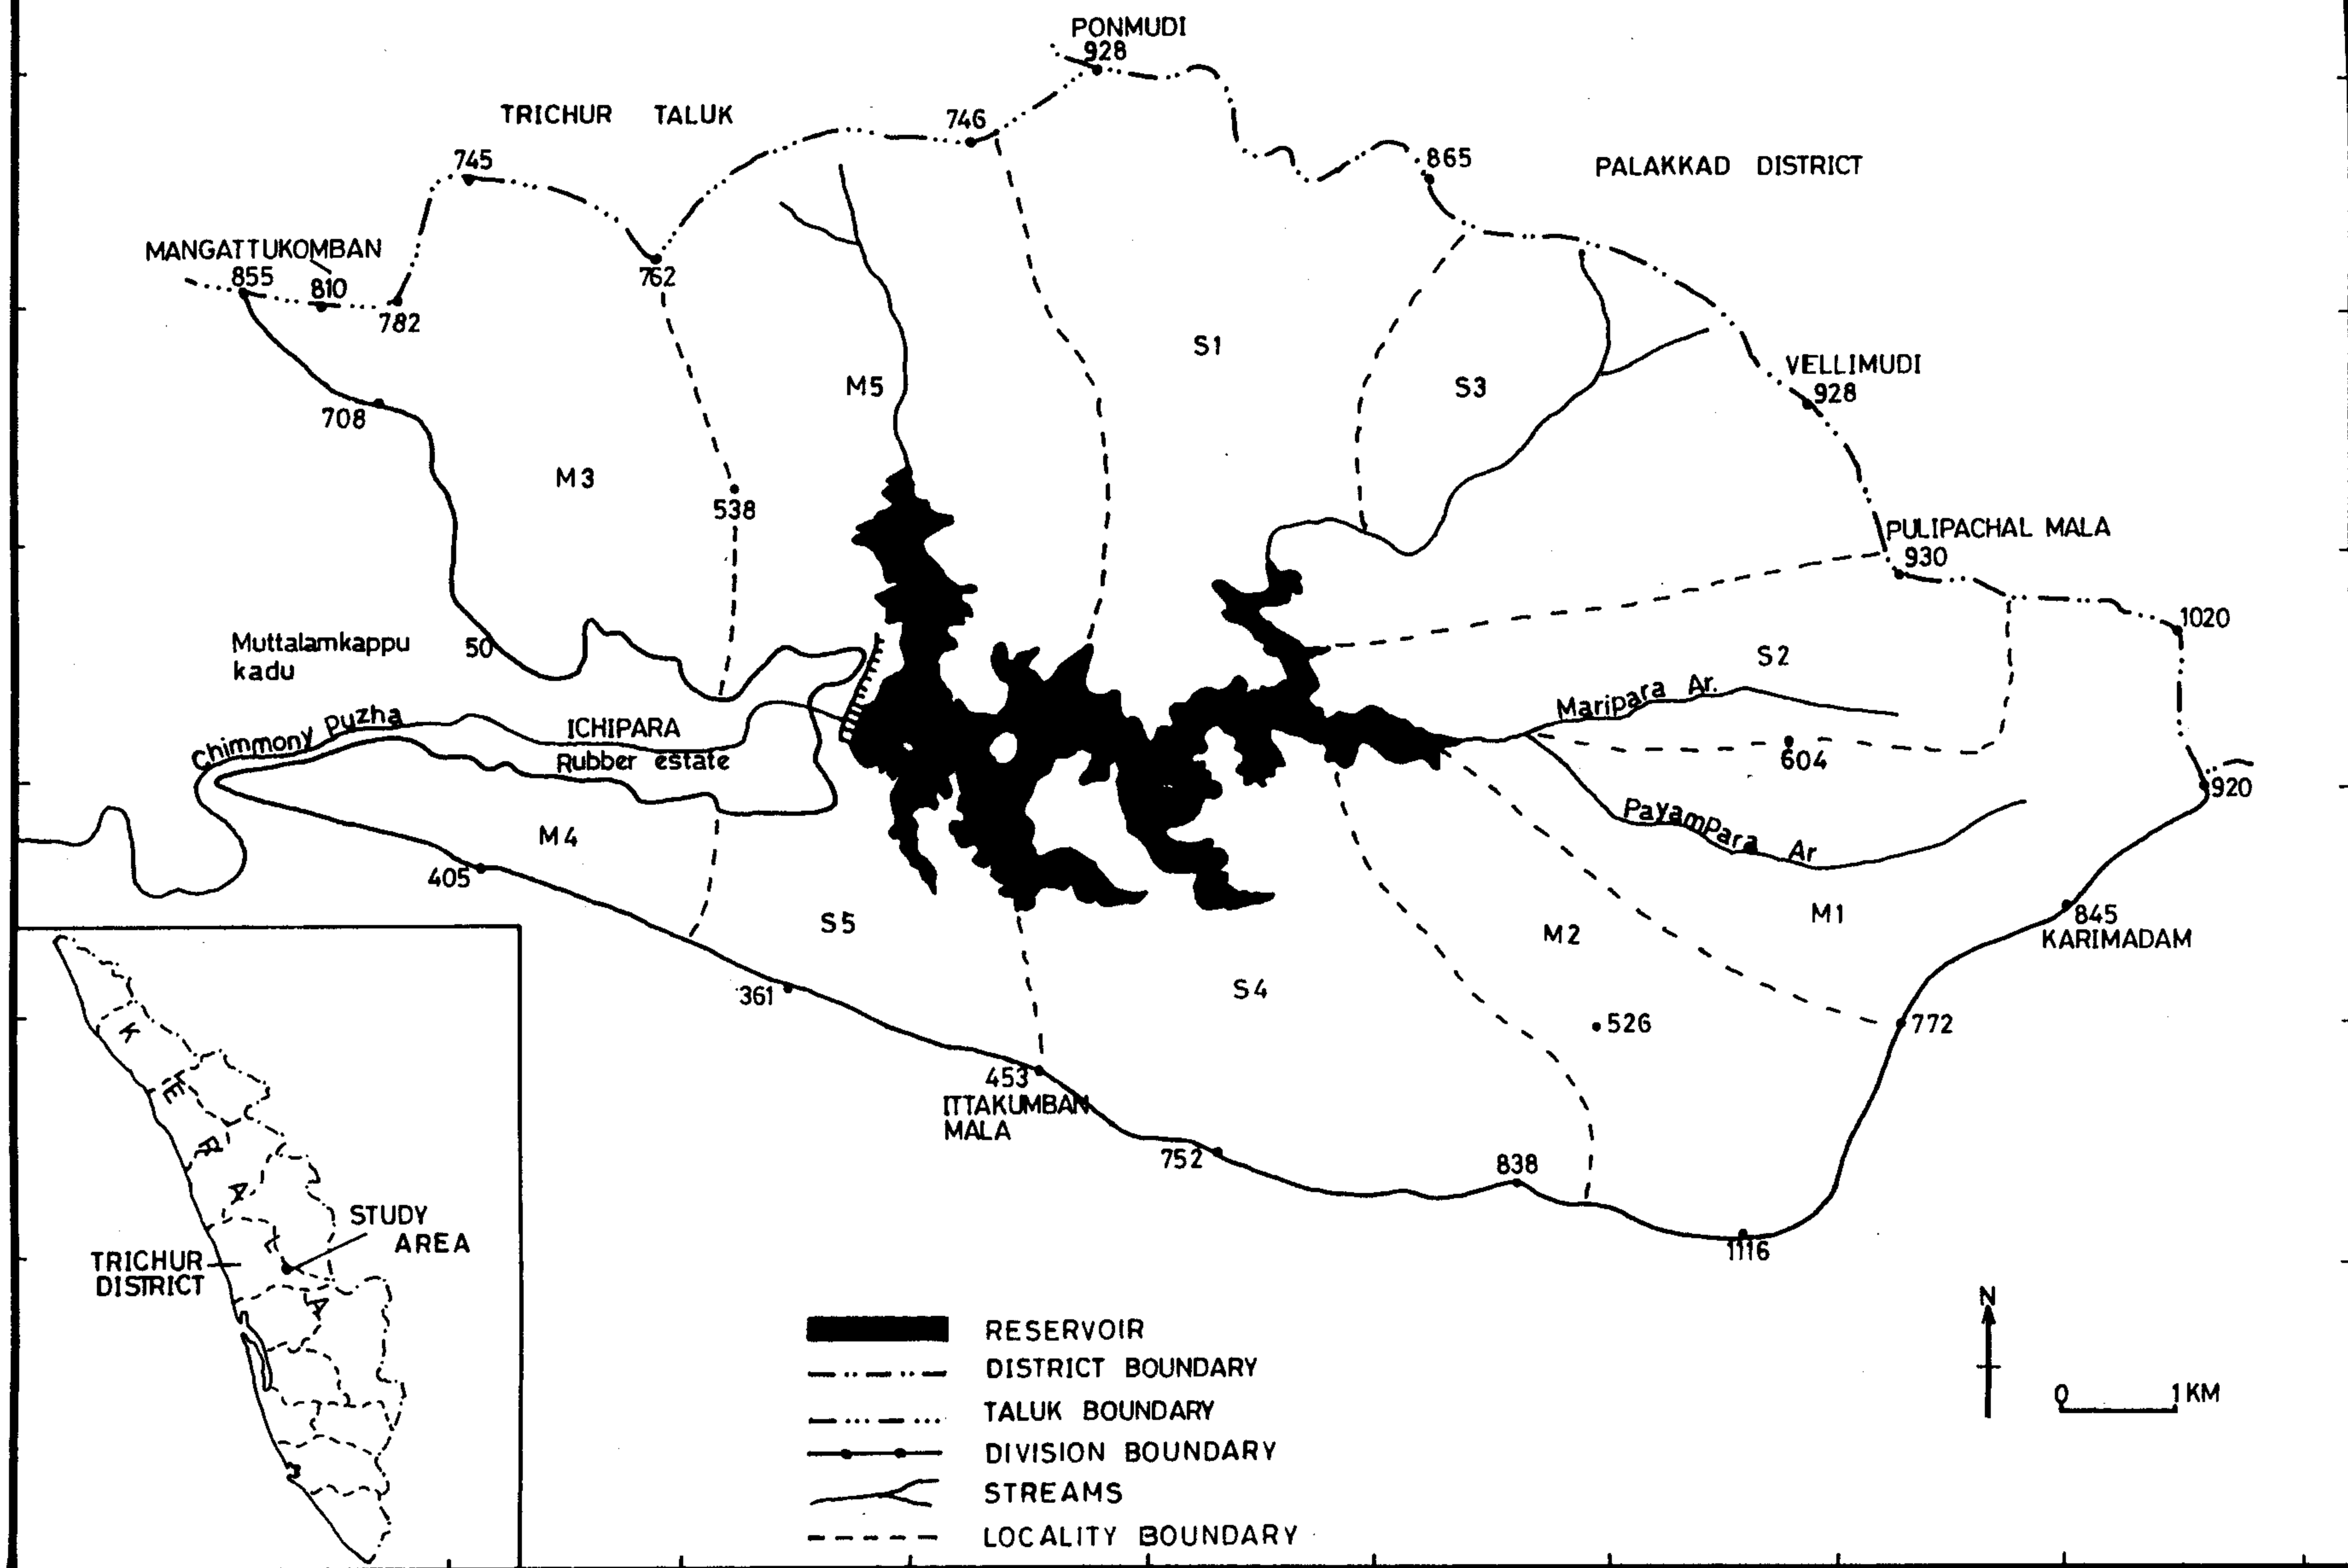 PONMUDI
928
TRICHUR TALUK
746
745
865
PALAKKAD DISTRICT
MANGATTUKOMBAN
855
810
762
782
S1
VELLIMUDI
928
M5
S3
708
M3
538
PULIPACHAL MALA
930
1020
Muttalamkappu
kadu
50
S2
Maripara Ar.
Chimmony Puzha
ICHIPARA
Rubber estate
604
920
M4
Payampara Ar
405
845
KARIMADAM
M1
S5
M2
361
S4
526
772
453
ITTAKUMBAN
MALA
752
838
1116
KERALA
STUDY
AREA
TRICHUR
DISTRICT
RESERVOIR
DISTRICT BOUNDARY
TALUK BOUNDARY
DIVISION BOUNDARY
STREAMS
LOCALITY BOUNDARY
N
0 1KM